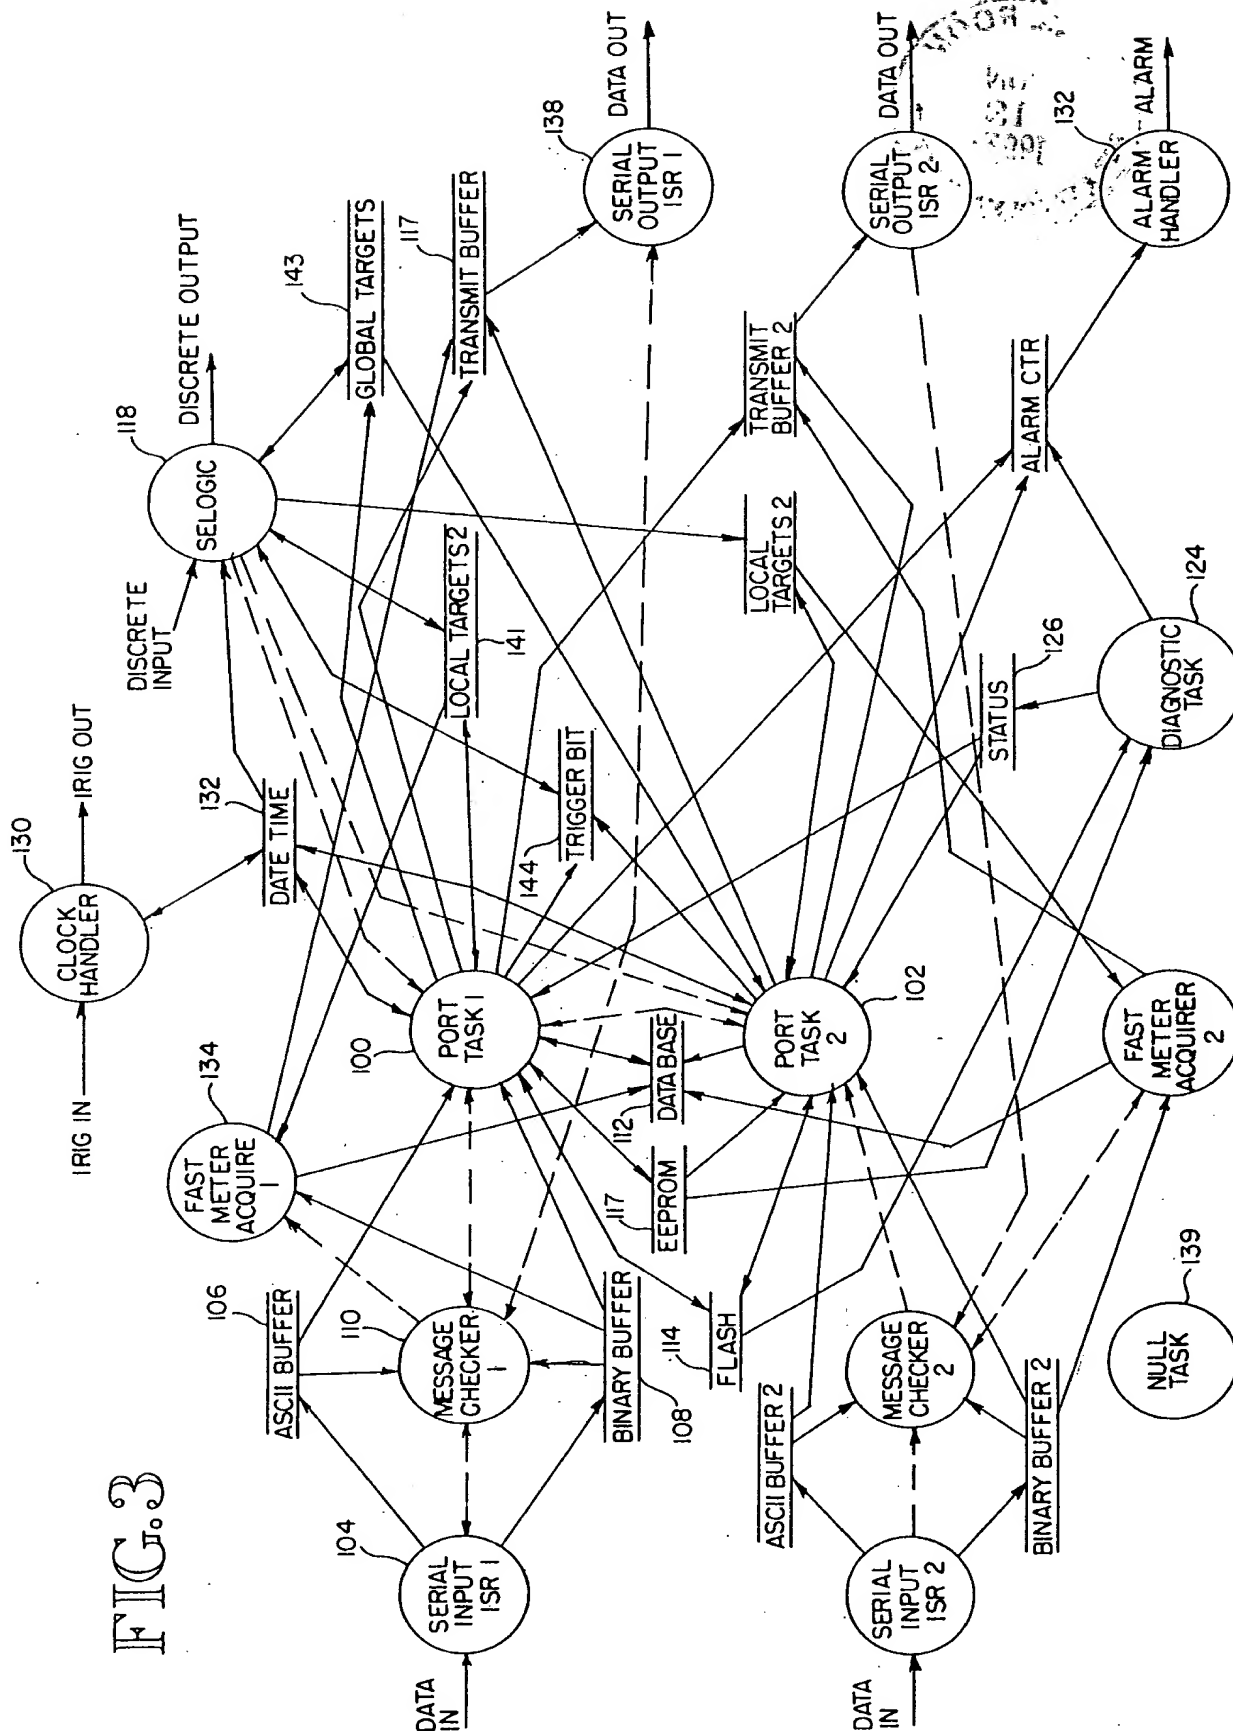 FIG.3
IRIG IN
CLOCK
HANDLER
130
IRIG OUT
DATE TIME
132
DISCRETE
INPUT
SELOGIC
118
DISCRETE OUTPUT
GLOBAL TARGETS
143
TRANSMIT BUFFER
117
SERIAL
OUTPUT
ISR 1
138
DATA OUT
FAST
METER
ACQUIRE
1
134
LOCAL TARGETS 2
141
TRIGGER BIT
144
PORT
TASK 1
100
ASCII BUFFER
106
MESSAGE
CHECKER
1
110
BINARY BUFFER
108
DATA
IN
SERIAL
INPUT
ISR 1
104
DATABASE
112
EEPROM
117
FLASH
114
PORT
TASK
2
102
LOCAL
TARGETS 2
TRANSMIT
BUFFER 2
SERIAL
OUTPUT
ISR 2
DATA OUT
ALARM CTR
ALARM
HANDLER
132
ALARM
STATUS
126
DIAGNOSTIC
TASK
124
FAST
METER
ACQUIRER
2
ASCII BUFFER 2
MESSAGE
CHECKER
2
BINARY BUFFER 2
DATA
IN
SERIAL
INPUT
ISR 2
NULL
TASK
139